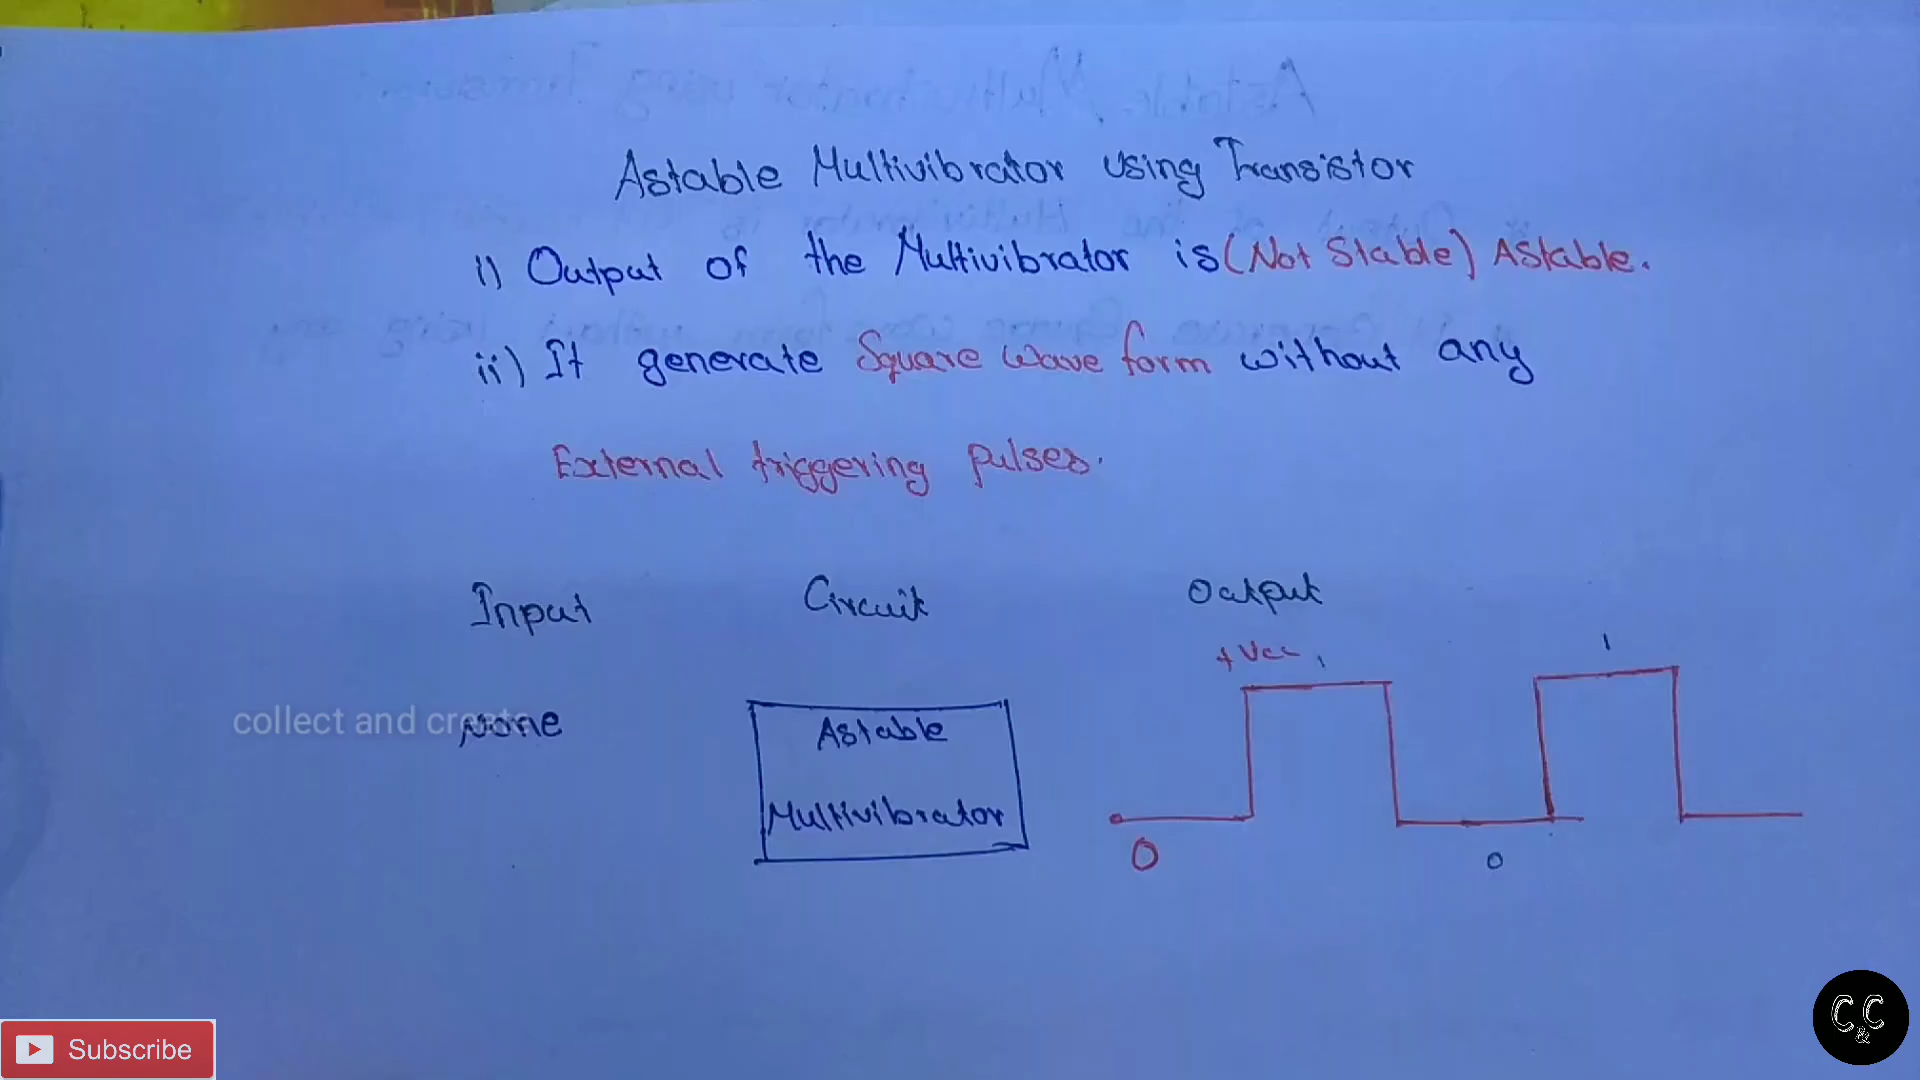 Astable Multivibrator Using Transistor
i) Output of the Multivibrator is (Not Stable) Astable.
ii) It generate Square wave form without any
External triggering pulses.
Input Circuit Output
+Vcc 1 1
collect and create
None
Astable
Multivibrator
0 0
C&C
Subscribe